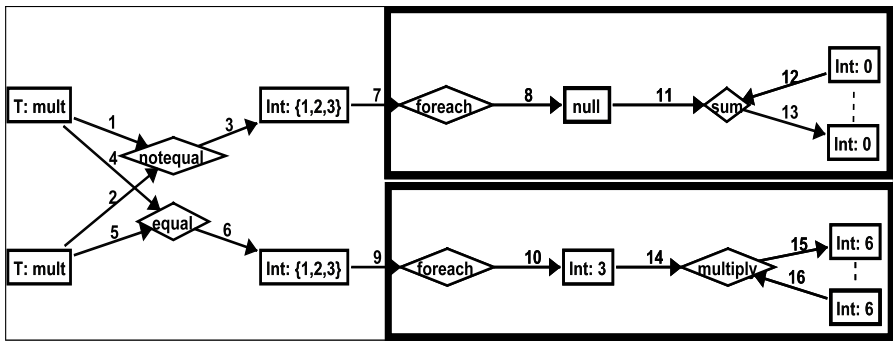 T: mult
1
4
2
5
T: mult
notequal
equal
3
6
Int: {1,2,3}
Int: {1,2,3}
7
foreach
8
null
11
sum
12
13
Int: 0
Int: 0
9
foreach
10
Int: 3
14
multiply
15
16
Int: 6
Int: 6